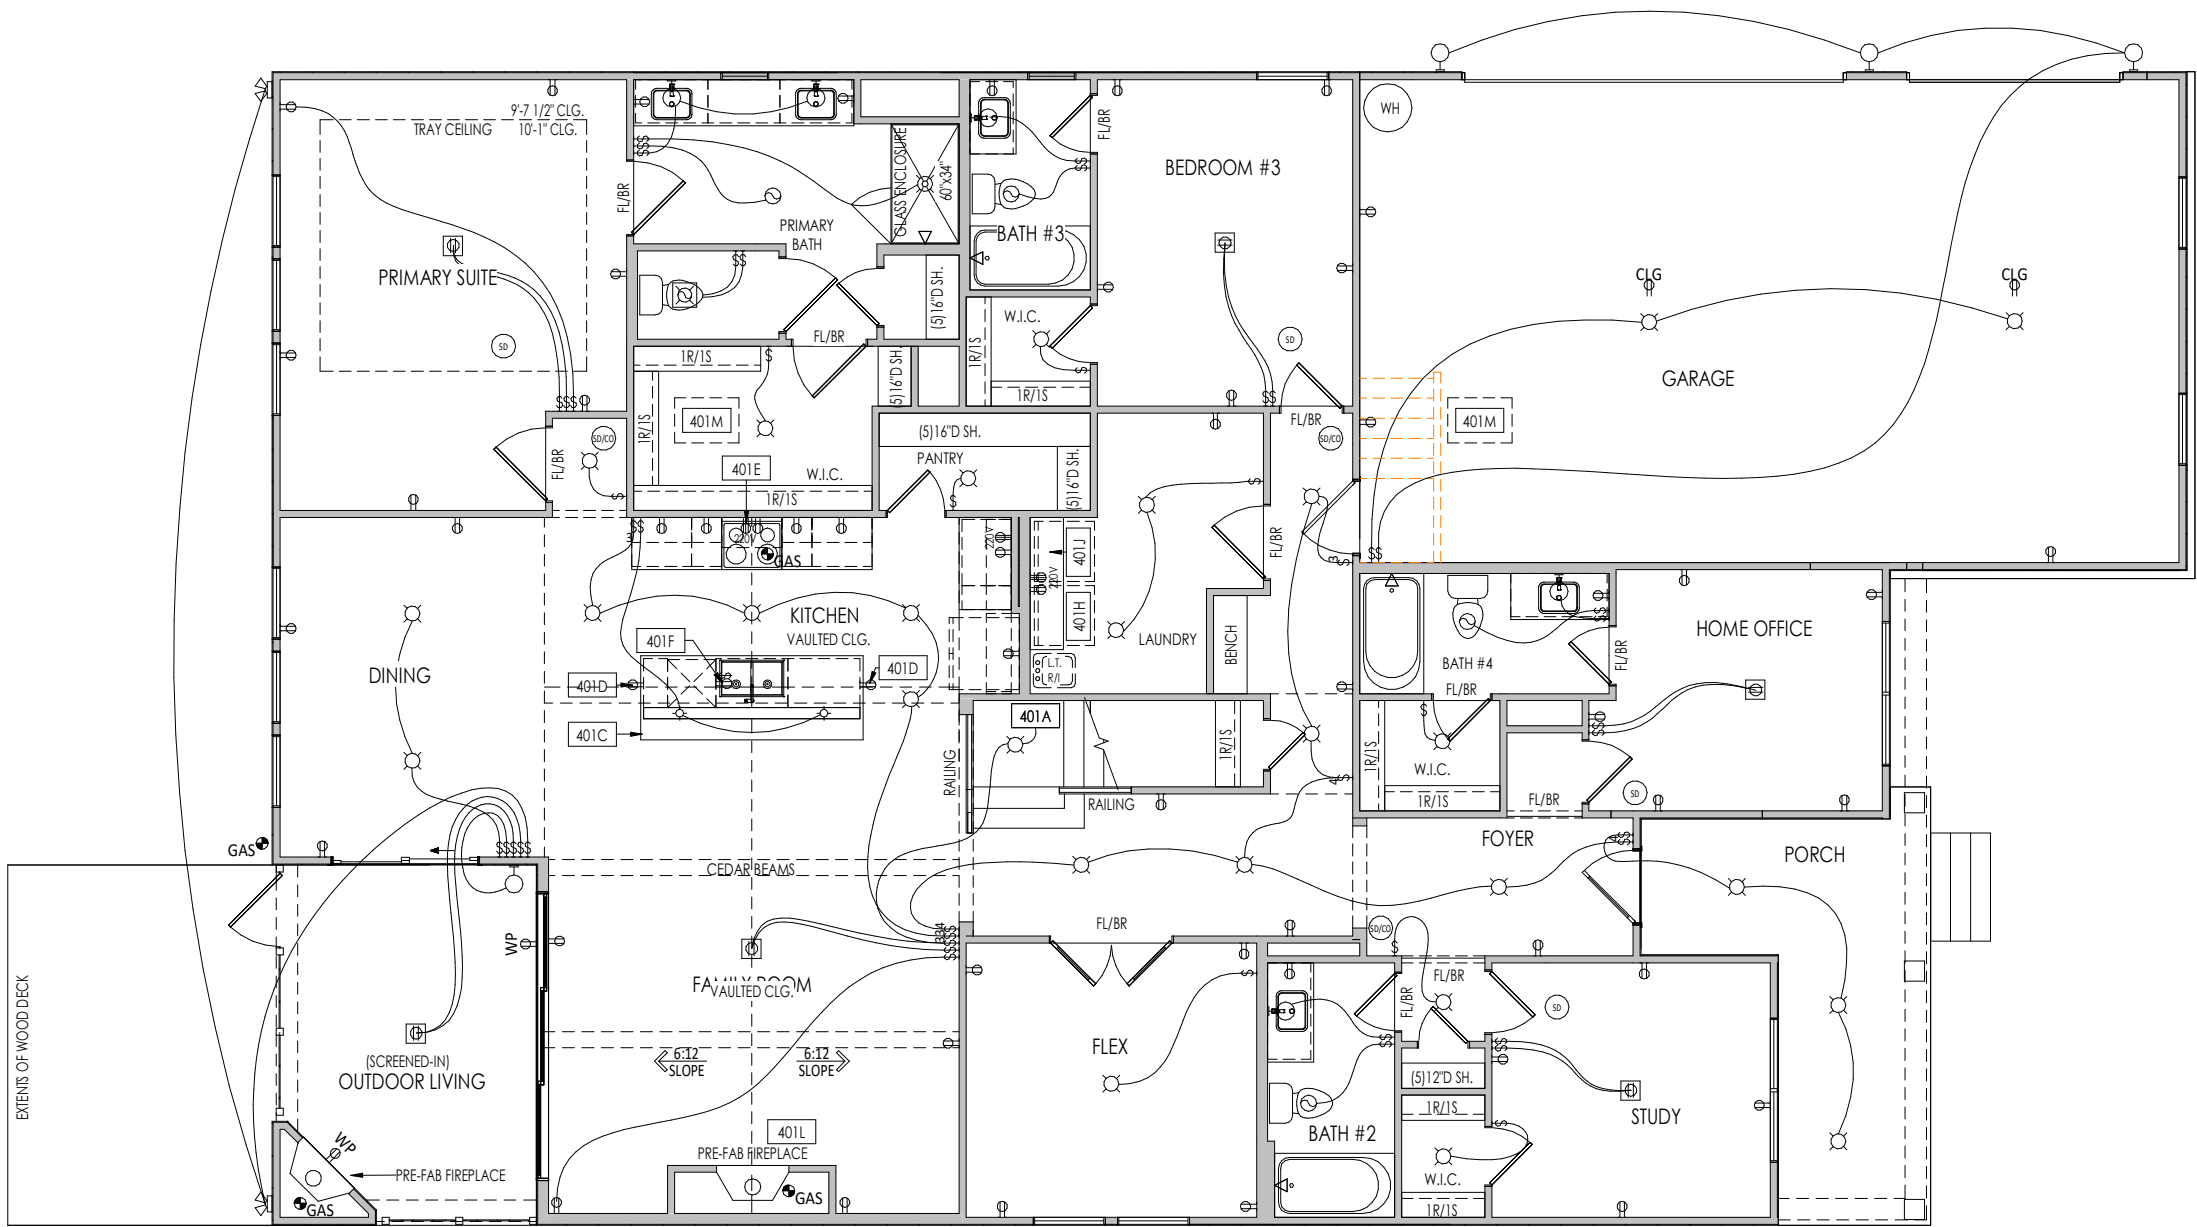 9'-7 1/2" CLG.
TRAY CEILING 10'-1" CLG.
FL/BR
PRIMARY SUITE
SD
GLASS ENCLOSURE
60"x34"
PRIMARY
BATH
(5)16"D SH.
FL/BR
FL/BR
BATH #3
W.I.C.
1R/1S
1R/1S
BEDROOM #3
SD
WH
CLG
CLG
GARAGE
401M
1R/1S
1R/1S
401M
(5)16"D SH.
401E
W.I.C.
1R/1S
SD/CO
FL/BR
(5)16"D SH.
PANTRY
(5)16"D SH.
FL/BR
SD/CO
$$$
$$$
$$
$$
$$
$
$
$$
$$$
$
$
$
$
3
220V
GAS
220V
220V
401J
401H
FL/BR
3
KITCHEN
VAULTED CLG.
401F
401D
401D
401C
DINING
LAUNDRY
L.T.
R/I
BENCH
BATH #4
FL/BR
FL/BR
HOME OFFICE
401A
RAILING
1R/1S
RAILING
4
1R/1S
W.I.C.
1R/1S
FL/BR
SD
FOYER
4
PORCH
GAS
CEDAR BEAMS
FL/BR
334
SD/CO
WP
FAMILY ROOM
VAULTED CLG.
6:12
SLOPE
6:12
SLOPE
EXTENTS OF WOOD DECK
(SCREENED-IN)
OUTDOOR LIVING
FLEX
FL/BR
FL/BR
SD
(5)12"D SH.
1R/1S
STUDY
BATH #2
W.I.C.
1R/1S
401L
PRE-FAB FIREPLACE
WP
PRE-FAB FIREPLACE
GAS
GAS